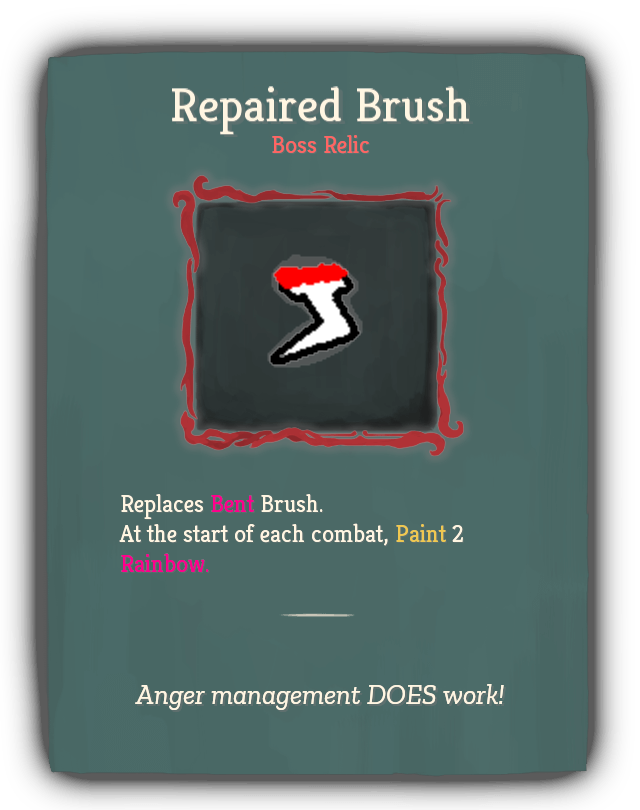 Repaired Brush
Boss Relic
Replaces Bent Brush.
At the start of each combat, Paint 2
Rainbow.
Anger management DOES work!